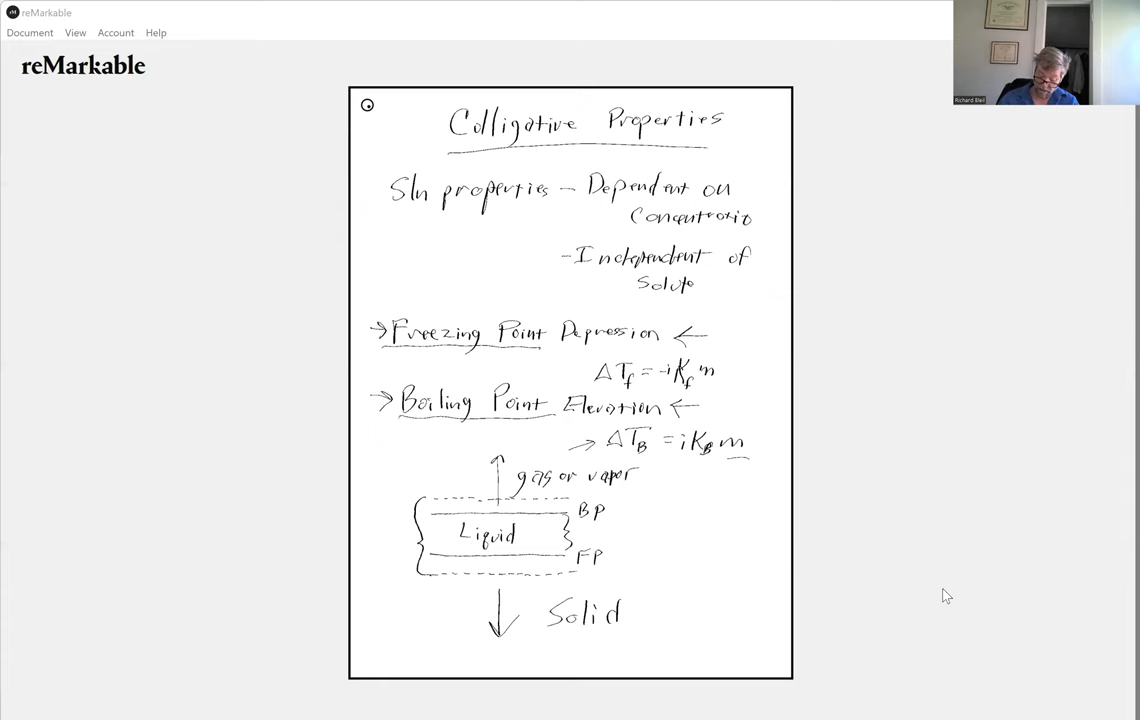 reMarkable
Document View Account Help
reMarkable
Richard Bleil
Colligative Properties
Sln properties - Dependent on
Concentratio
- Independent of
Solute
→ Freezing Point Depression ←
ΔTf = -iKf m
→ Boiling Point Elevation ←
→ ΔTB = iKB m
gas or vapor
BP
Liquid
FP
Solid